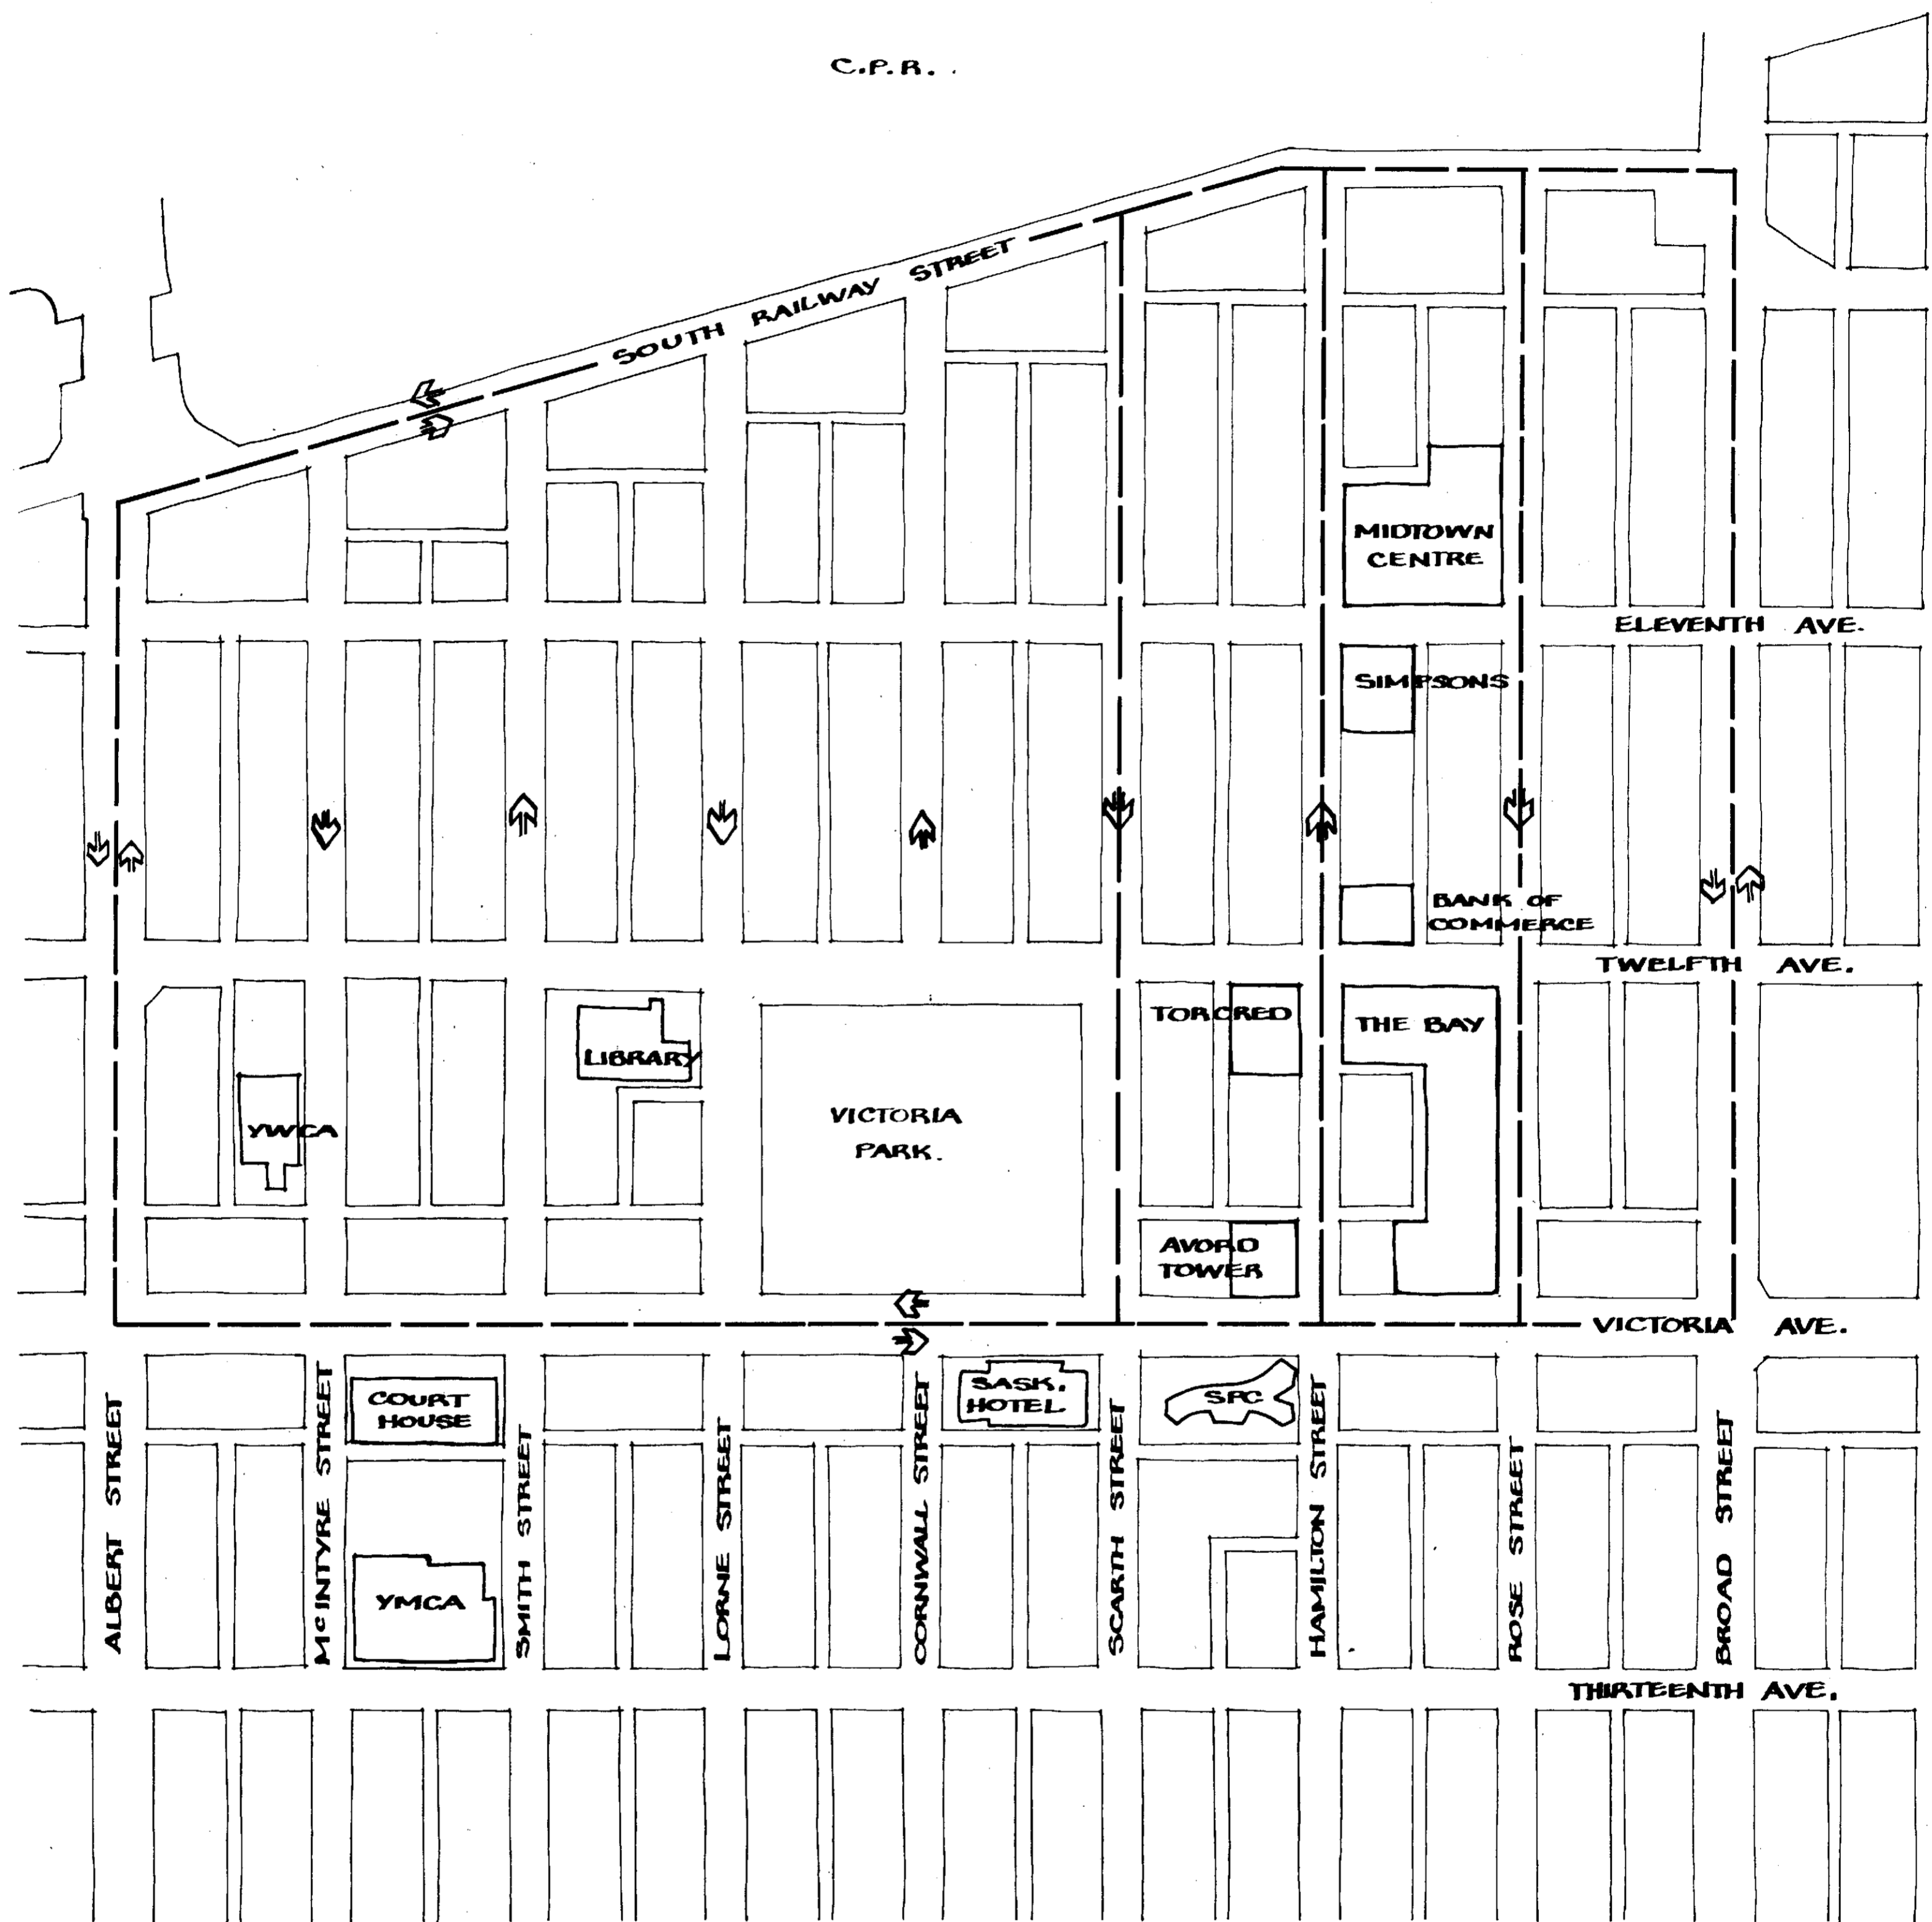 C.P.R.
SOUTH RAILWAY STREET
MIDTOWN
CENTRE
ELEVENTH AVE.
SIMPSONS
BANK OF
COMMERCE
TWELFTH AVE.
TORCRED
THE BAY
LIBRARY
VICTORIA
PARK.
YWCA
AVORD
TOWER
VICTORIA AVE.
COURT
HOUSE
SASK.
HOTEL
SPC
YMCA
ALBERT STREET
McINTYRE STREET
SMITH STREET
LORNE STREET
CORNWALL STREET
SCARTH STREET
HAMILTON STREET
ROSE STREET
BROAD STREET
THIRTEENTH AVE.